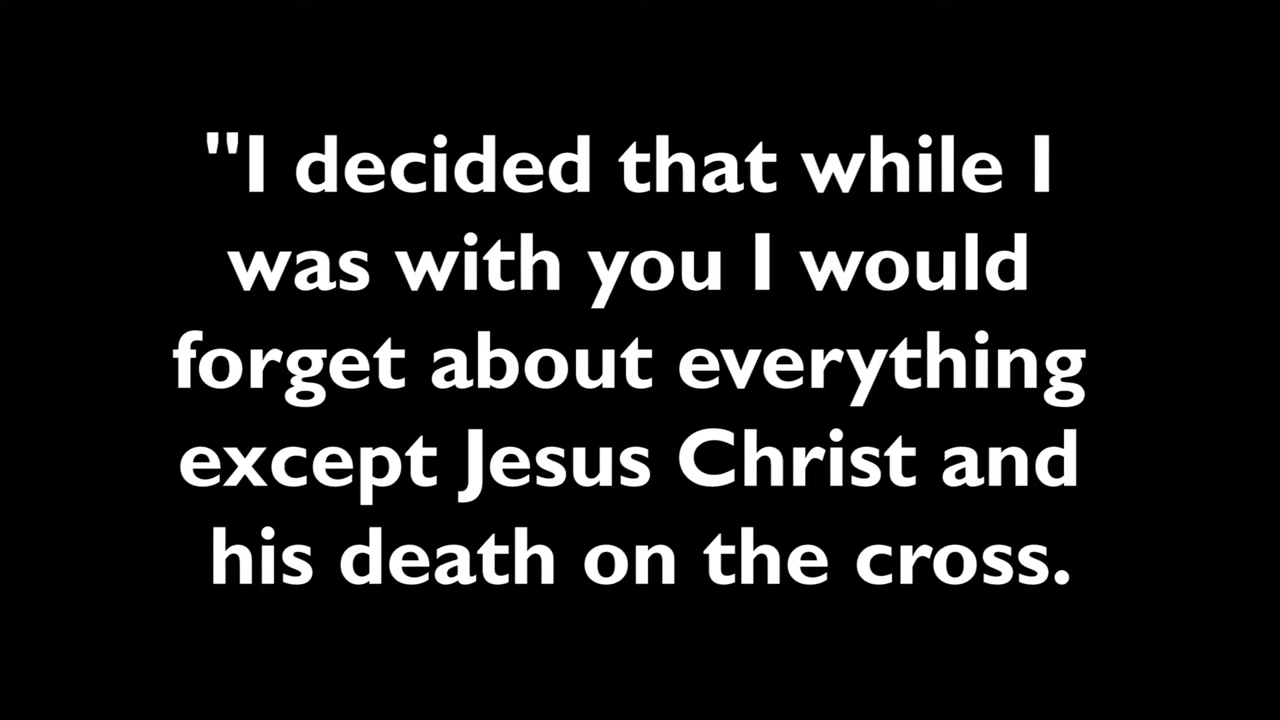 "I decided that while I
was with you I would
forget about everything
except Jesus Christ and
his death on the cross.